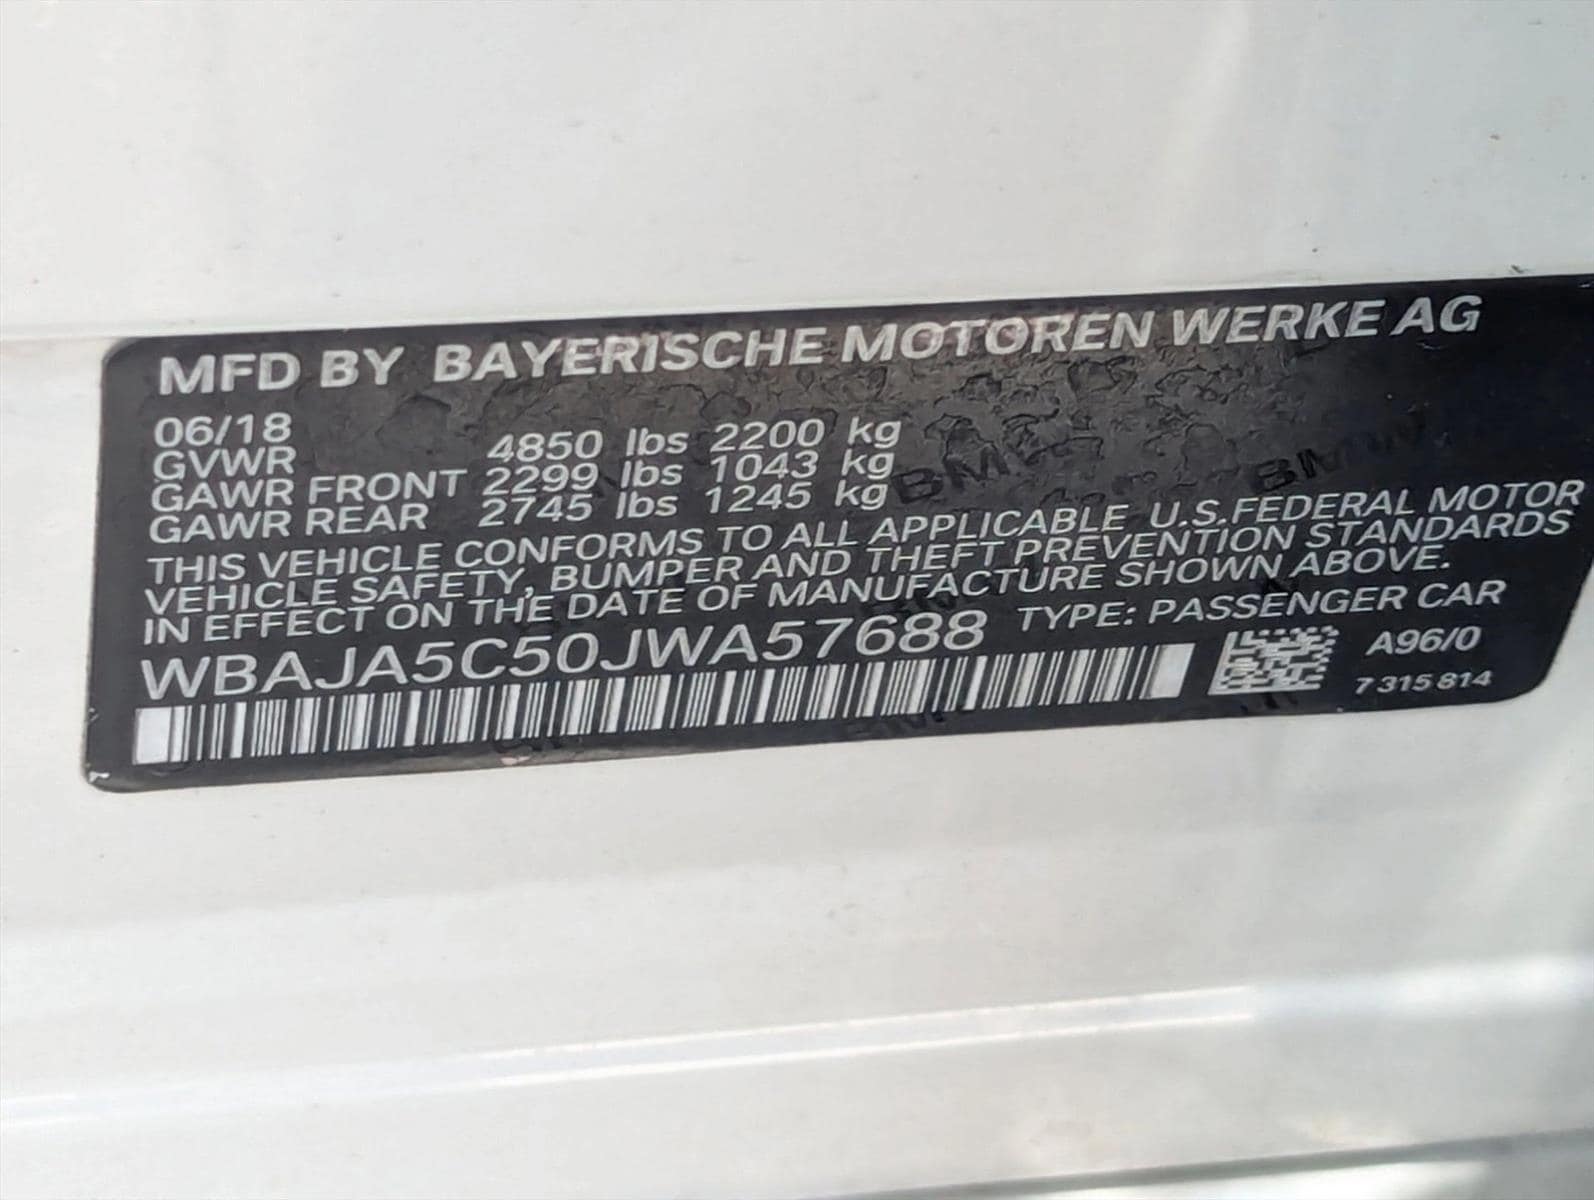 MFD BY BAYERISCHE MOTOREN WERKE AG
06/18
GVWR 4850 lbs 2200 kg
GAWR FRONT 2299 lbs 1043 kg
GAWR REAR 2745 lbs 1245 kg
THIS VEHICLE CONFORMS TO ALL APPLICABLE U.S.FEDERAL MOTOR
VEHICLE SAFETY, BUMPER AND THEFT PREVENTION STANDARDS
IN EFFECT ON THE DATE OF MANUFACTURE SHOWN ABOVE.
WBAJA5C50JWA57688 TYPE: PASSENGER CAR
A96/0
7 315 814